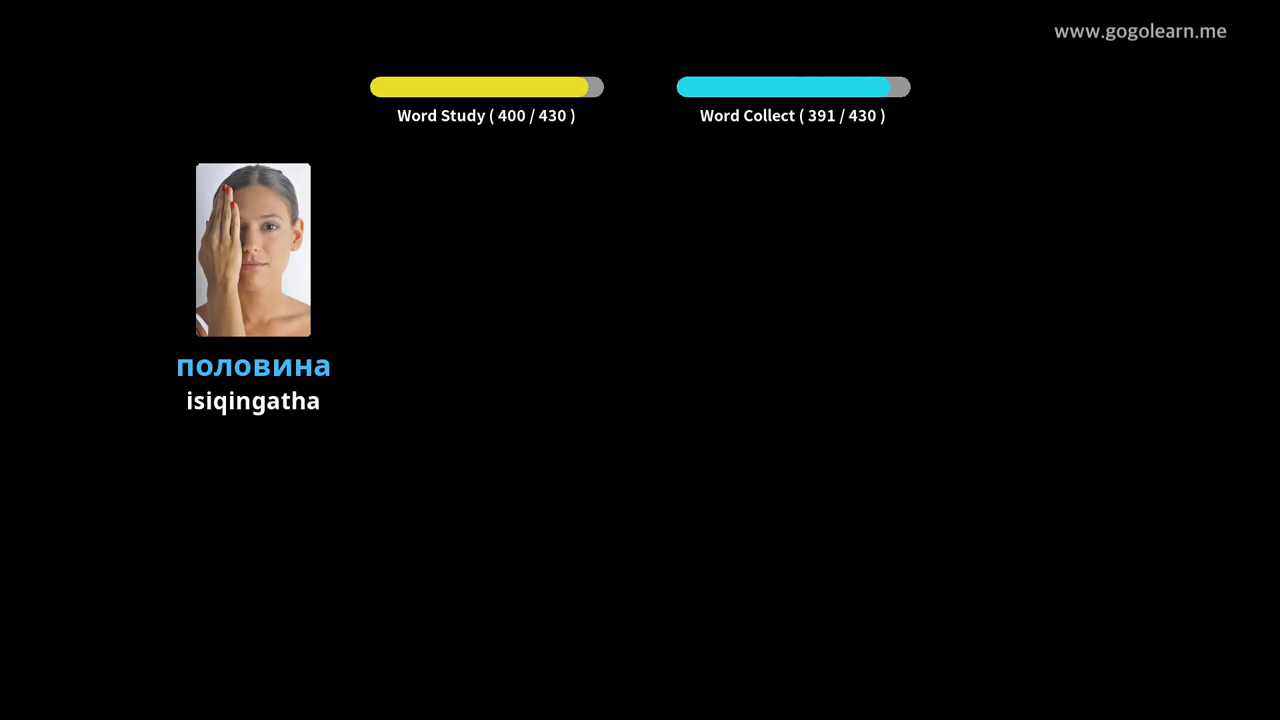 www.gogolearn.me
Word Study ( 400 / 430 )
Word Collect ( 391 / 430 )
половина
isiqingatha